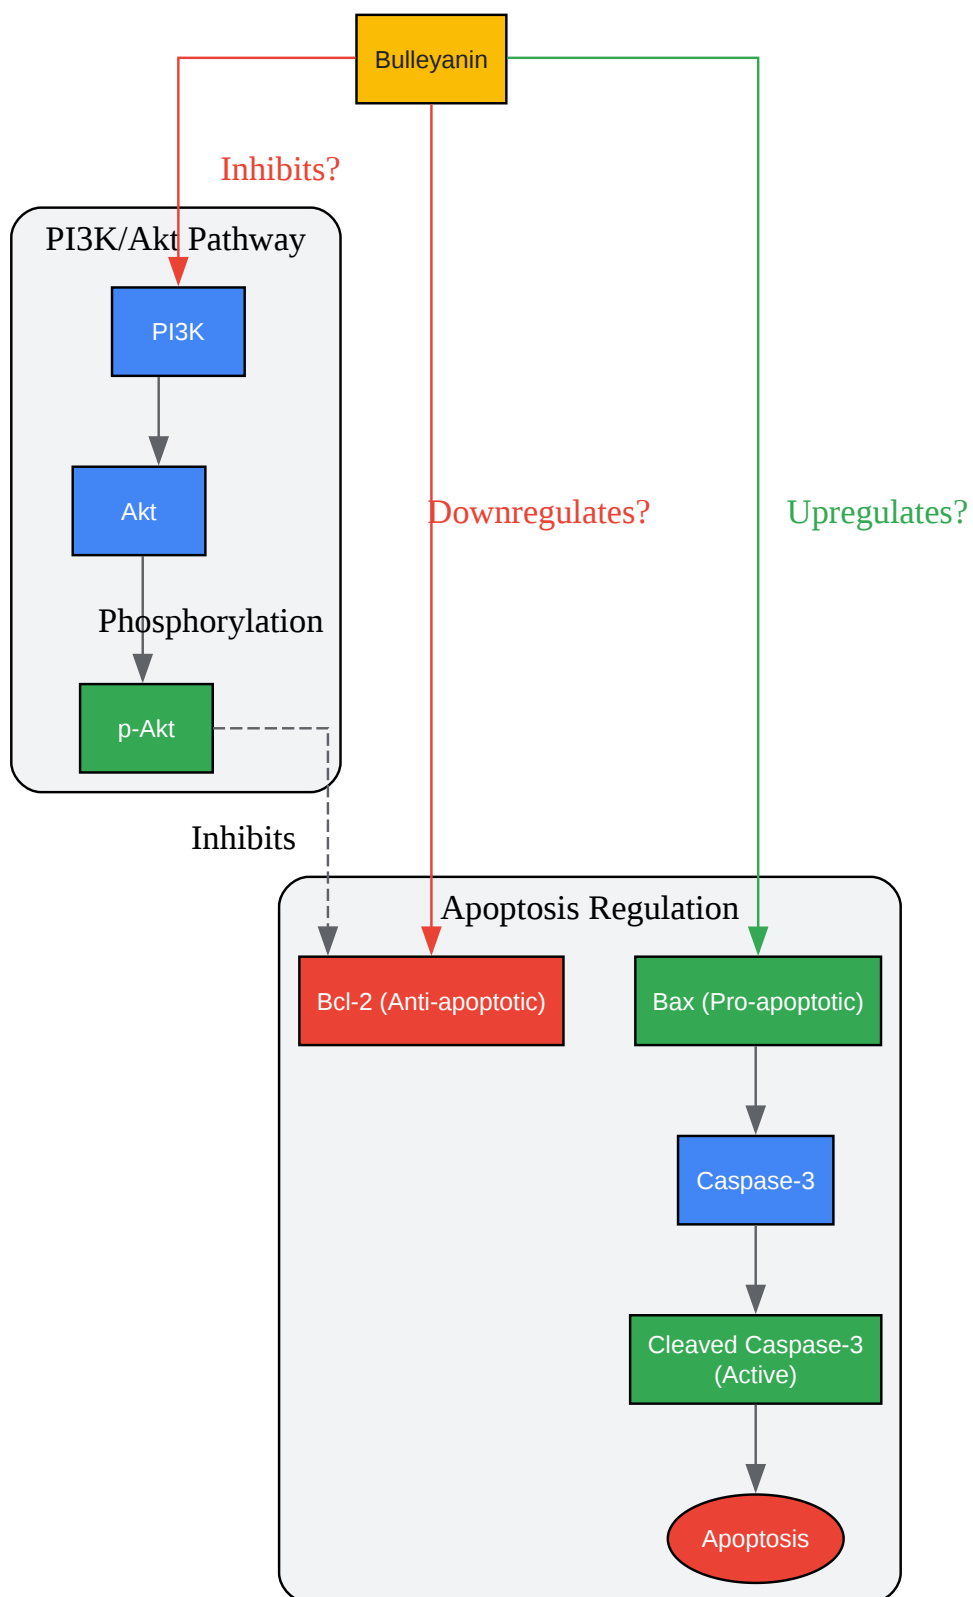 Bulleyanin
Inhibits?
PI3K/Akt Pathway
PI3K
Akt
Downregulates?
Upregulates?
Phosphorylation
p-Akt
Inhibits
Apoptosis Regulation
Bcl-2 (Anti-apoptotic)
Bax (Pro-apoptotic)
Caspase-3
Cleaved Caspase-3
(Active)
Apoptosis